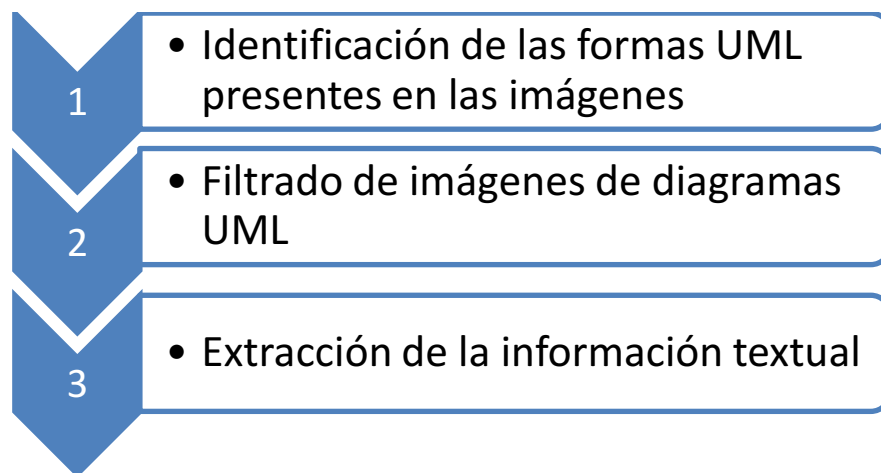 1
• Identificación de las formas UML
presentes en las imágenes
2
• Filtrado de imágenes de diagramas
UML
3
• Extracción de la información textual